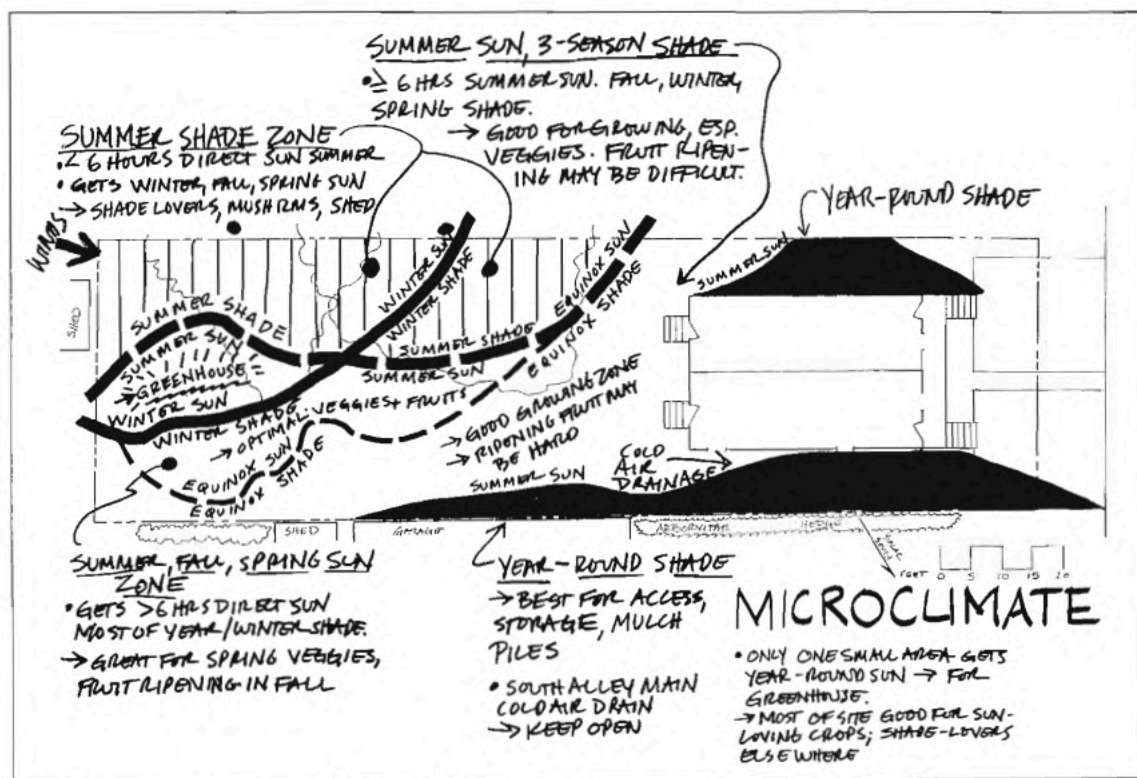 SUMMER SUN, 3-SEASON SHADE
• ≥ 6 HRS SUMMER SUN. FALL, WINTER,
SPRING SHADE.
→ GOOD FOR GROWING, ESP.
VEGGIES. FRUIT RIPEN-
ING MAY BE DIFFICULT.
SUMMER SHADE ZONE
• < 6 HOURS DIRECT SUN SUMMER
• GETS WINTER, FALL, SPRING SUN
→ SHADE LOVERS, MUSHRMS, SHED
YEAR-ROUND SHADE
WINDS
SUMMER SUN
SHED
SUMMER SHADE
SUMMER SUN
WINTER SUN
WINTER SHADE
EQUINOX SUN
EQUINOX SHADE
SUMMER SHADE
SUMMER SUN
→ GREENHOUSE
WINTER SUN
WINTER SHADE
→ OPTIMAL VEGGIES + FRUITS
EQUINOX SUN
EQUINOX SHADE
→ GOOD GROWING ZONE
→ RIPENING FRUIT MAY
BE HARD
COLD
AIR
DRAINAGE
SUMMER SUN
SHED
GARAGE
ARBORVITAE HEDGE
FEET 0 5 10 15 20
SUMMER, FALL, SPRING SUN
ZONE
• GETS >6 HRS DIRECT SUN
MOST OF YEAR/WINTER SHADE.
→ GREAT FOR SPRING VEGGIES,
FRUIT RIPENING IN FALL
YEAR-ROUND SHADE
→ BEST FOR ACCESS,
STORAGE, MULCH
PILES
• SOUTH ALLEY MAIN
COLD AIR DRAIN
→ KEEP OPEN
MICROCLIMATE
• ONLY ONE SMALL AREA GETS
YEAR-ROUND SUN → FOR
GREENHOUSE.
→ MOST OF SITE GOOD FOR SUN-
LOVING CROPS; SHADE-LOVERS
ELSEWHERE